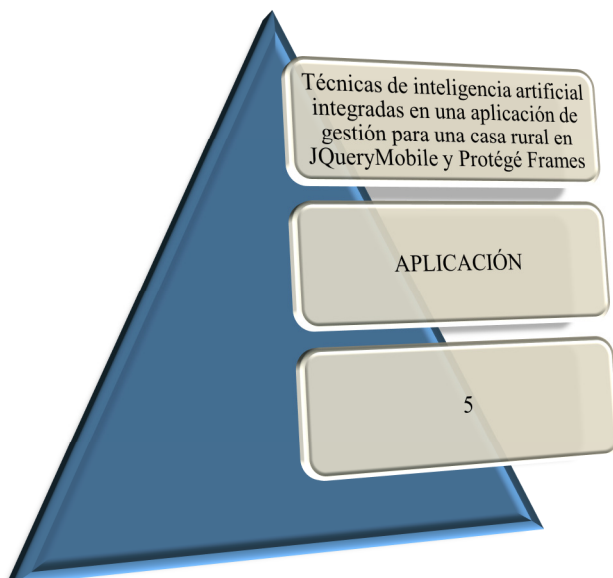 Técnicas de inteligencia artificial
integradas en una aplicación de
gestión para una casa rural en
JQueryMobile y Protégé Frames
APLICACIÓN
5